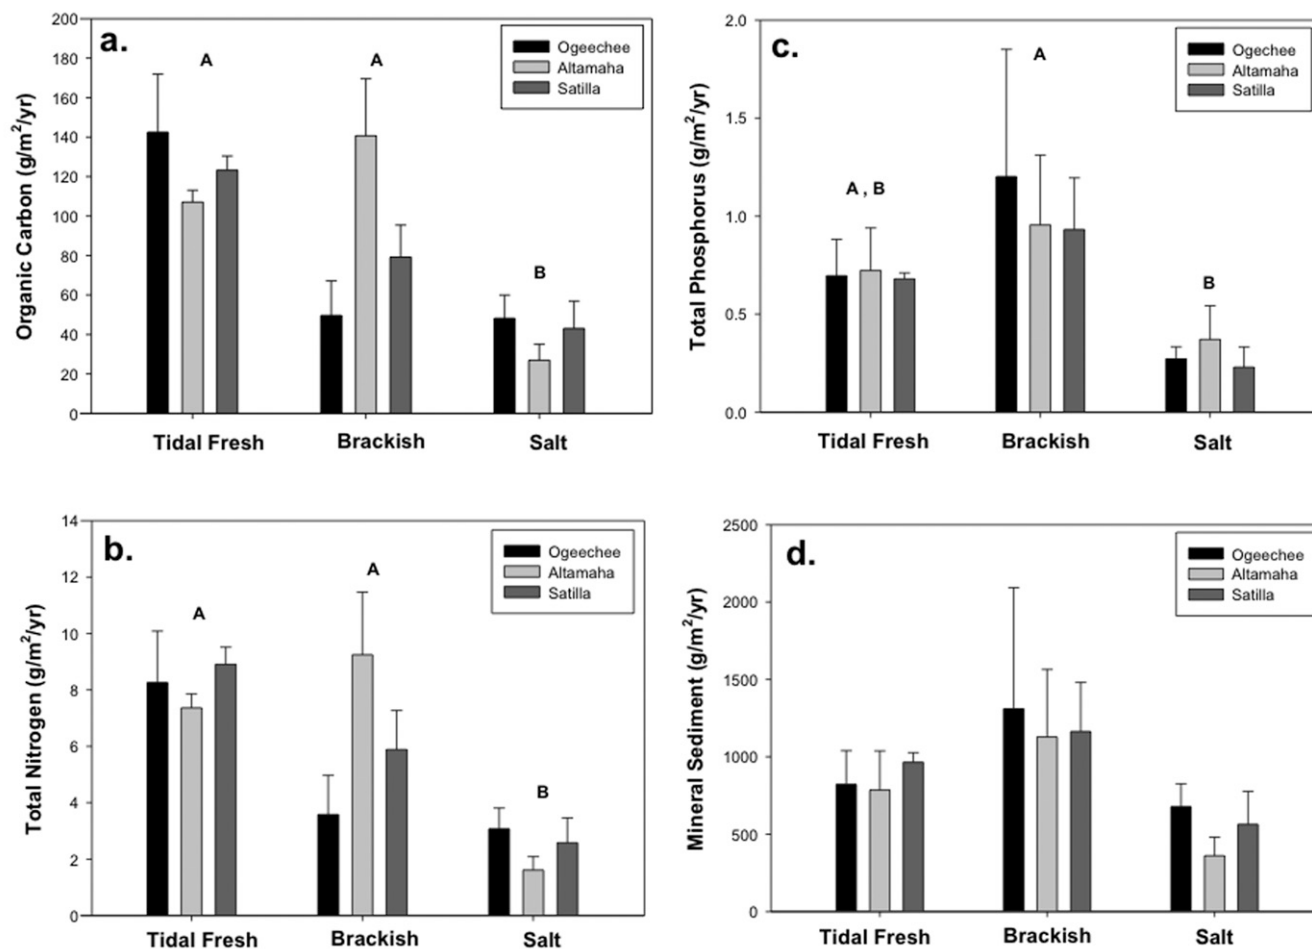 a.
Organic Carbon (g/m²/yr)
200
180
160
140
120
100
80
60
40
20
0
A
A
B
Ogeechee
Altamaha
Satilla
Tidal Fresh
Brackish
Salt
c.
Total Phosphorus (g/m²/yr)
2.0
1.5
1.0
0.5
0.0
A , B
A
B
Ogechee
Altamaha
Satilla
Tidal Fresh
Brackish
Salt
b.
Total Nitrogen (g/m²/yr)
14
12
10
8
6
4
2
0
A
A
B
Ogeechee
Altamaha
Satilla
Tidal Fresh
Brackish
Salt
d.
Mineral Sediment (g/m²/yr)
2500
2000
1500
1000
500
0
Ogeechee
Altamaha
Satilla
Tidal Fresh
Brackish
Salt